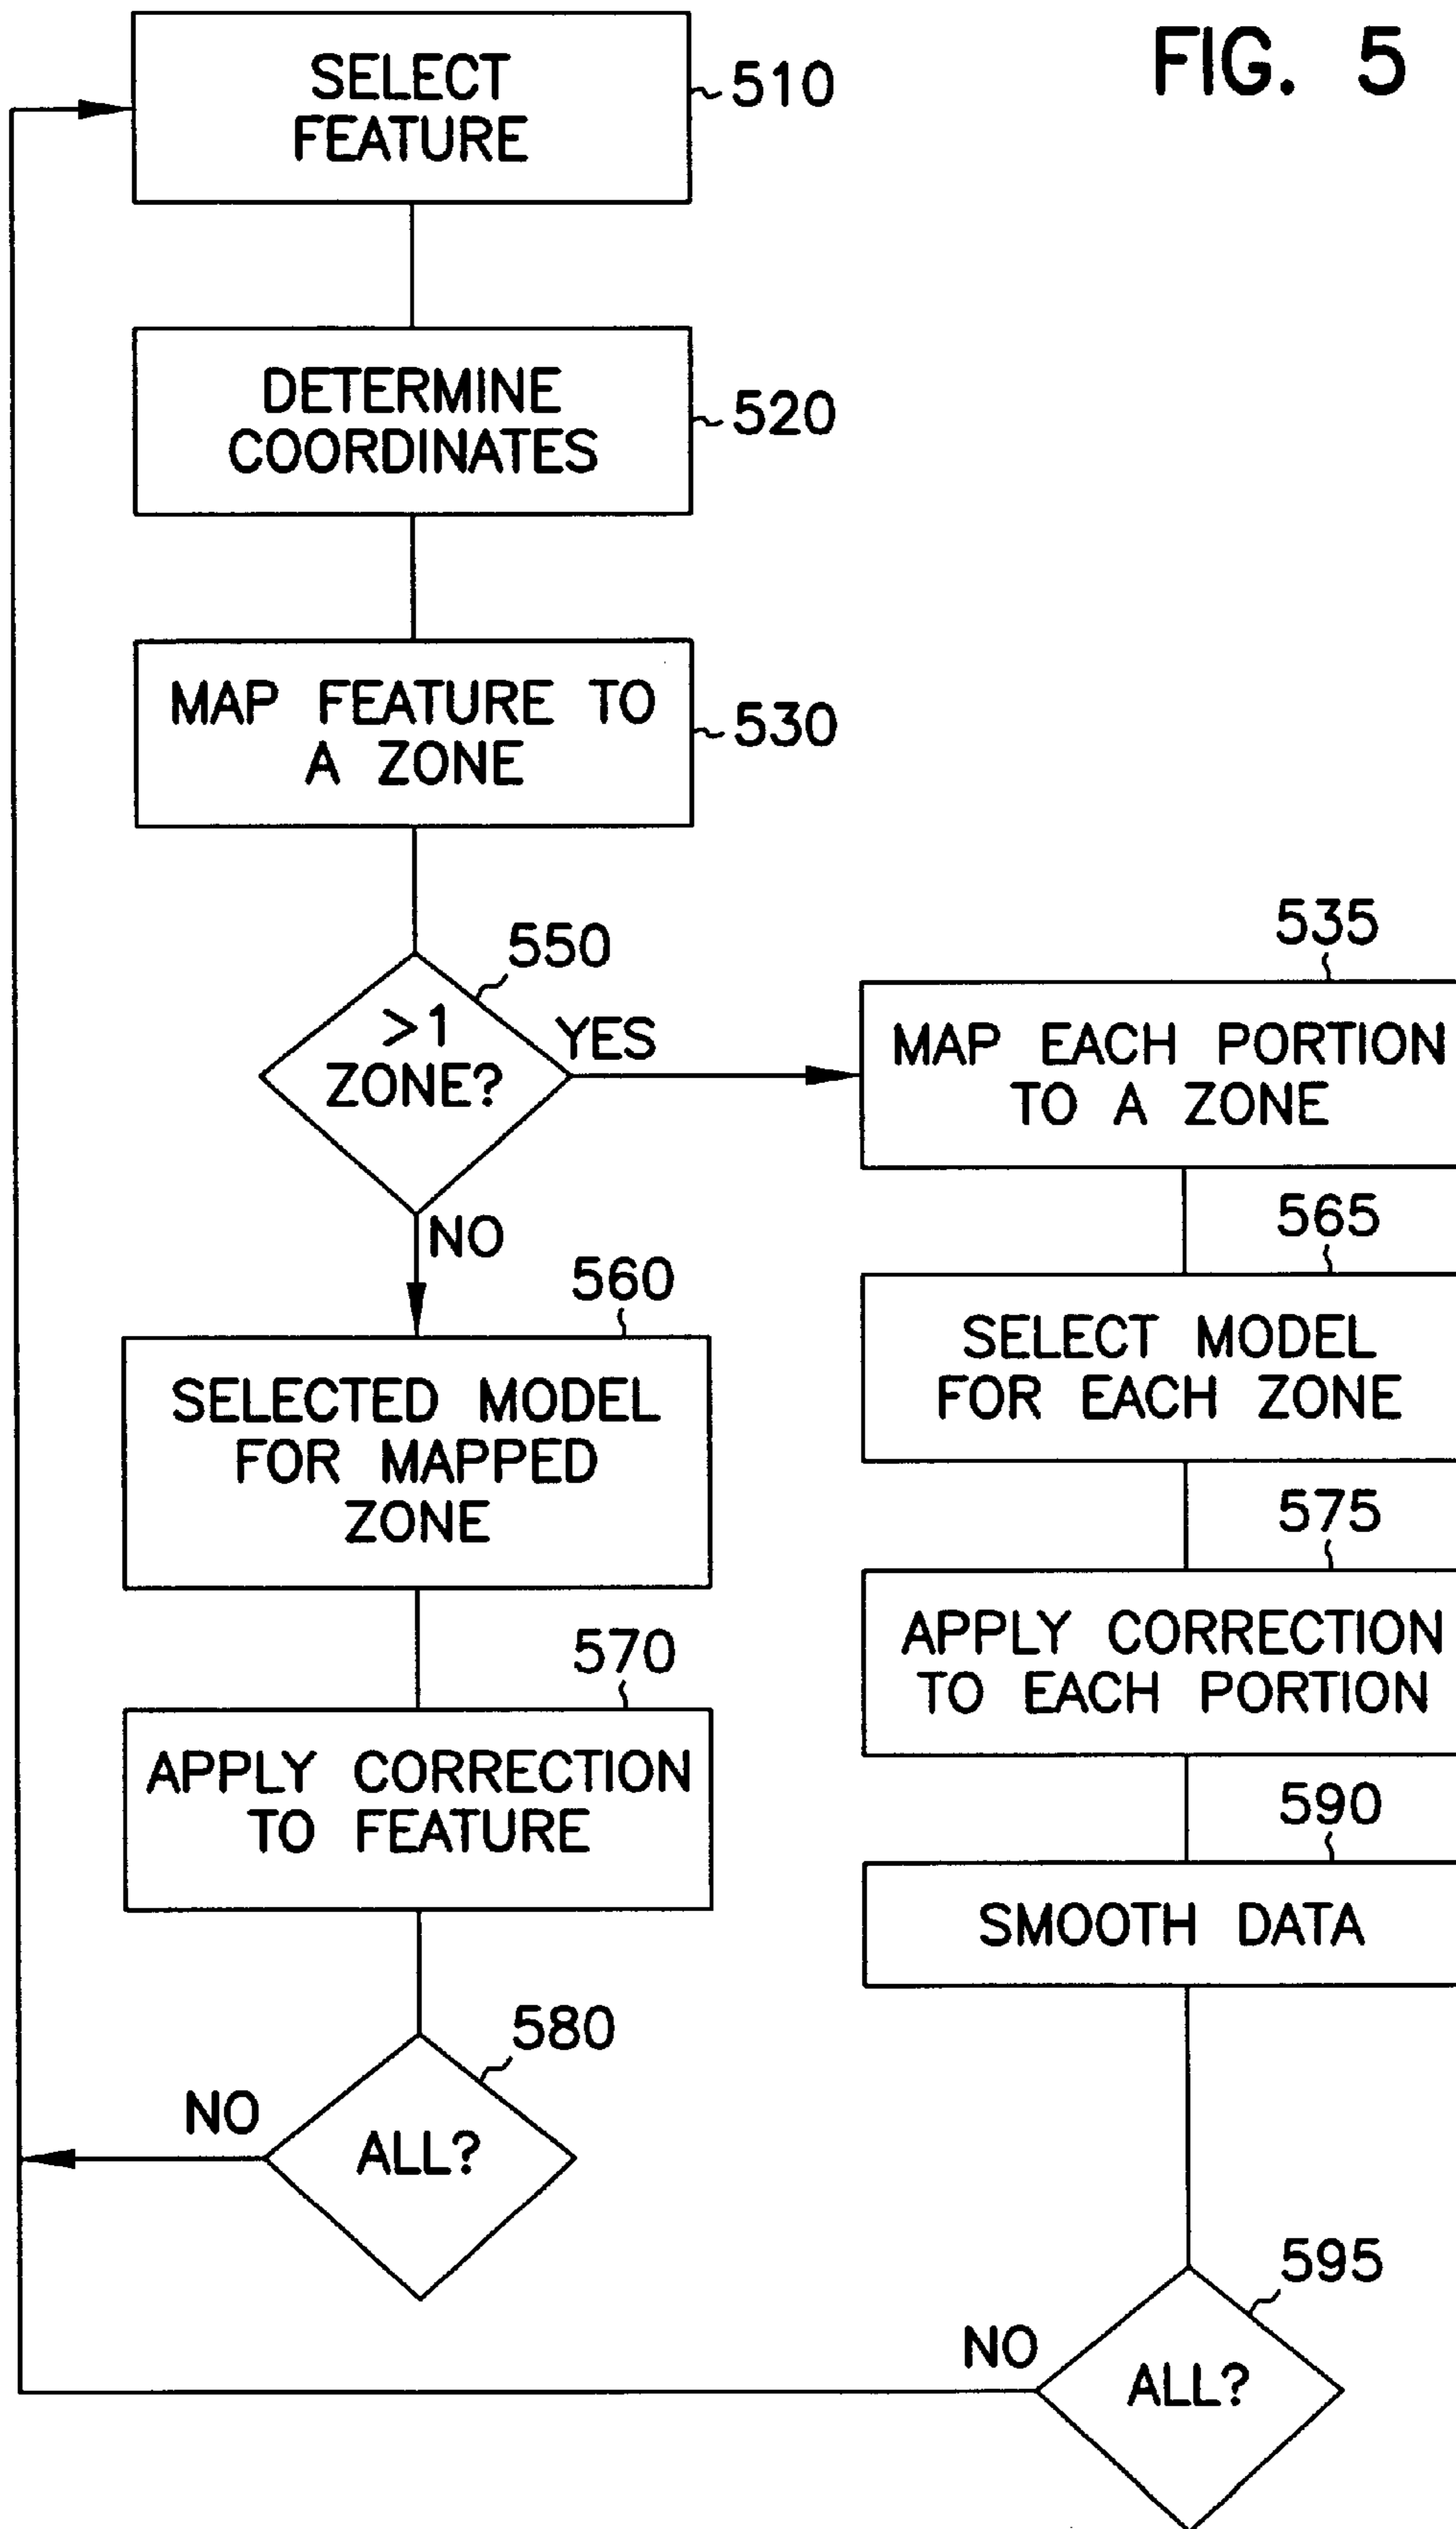 FIG. 5
SELECT
FEATURE
510
DETERMINE
COORDINATES
520
MAP FEATURE TO
A ZONE
530
550
>1
ZONE?
YES
NO
535
MAP EACH PORTION
TO A ZONE
565
SELECT MODEL
FOR EACH ZONE
560
SELECTED MODEL
FOR MAPPED
ZONE
575
APPLY CORRECTION
TO EACH PORTION
570
APPLY CORRECTION
TO FEATURE
590
SMOOTH DATA
580
ALL?
NO
595
ALL?
NO